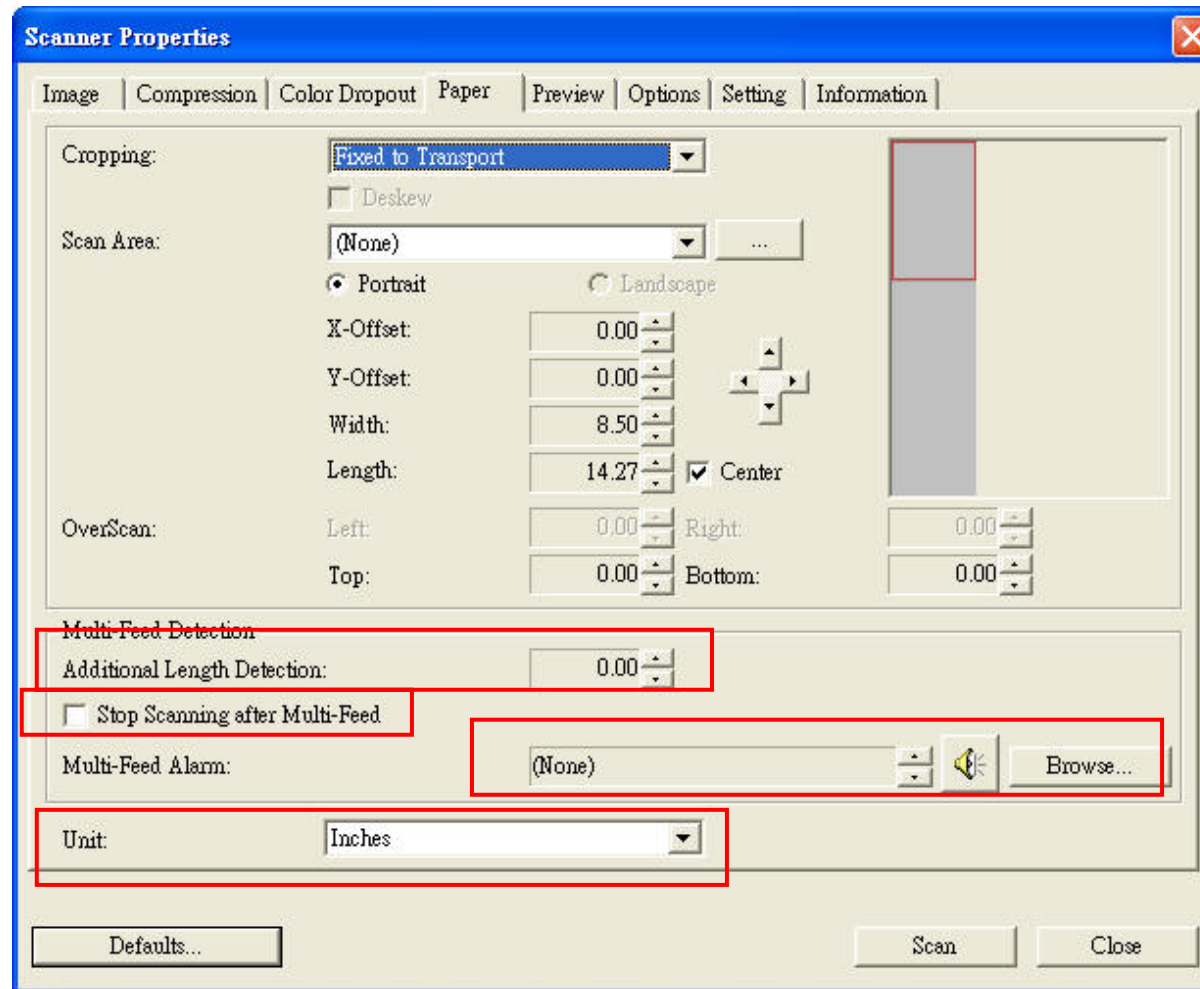 Scanner Properties
Image Compression Color Dropout Paper Preview Options Setting Information
Cropping: Fixed to Transport
Deskew
Scan Area: (None) ...
Portrait Landscape
X-Offset: 0.00
Y-Offset: 0.00
Width: 8.50
Length: 14.27 Center
OverScan: Left: 0.00 Right: 0.00
Top: 0.00 Bottom: 0.00
Multi-Feed Detection
Additional Length Detection: 0.00
Stop Scanning after Multi-Feed
Multi-Feed Alarm: (None) Browse...
Unit: Inches
Defaults... Scan Close